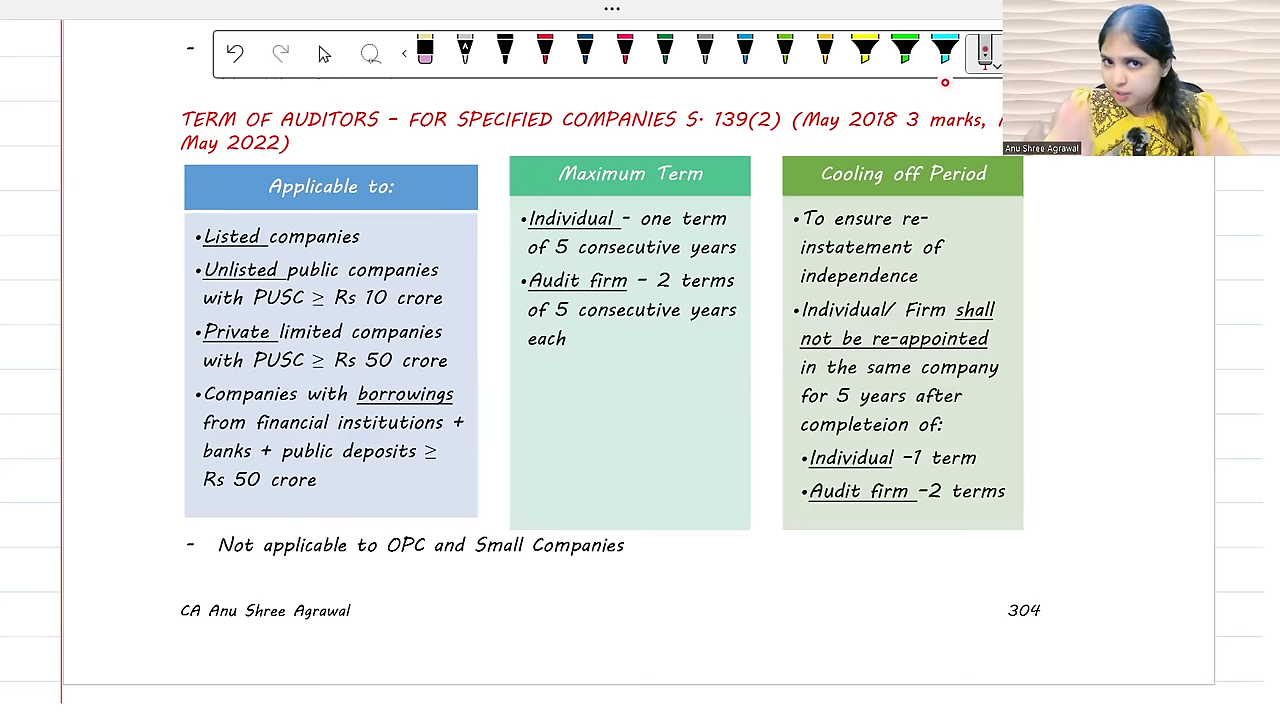 TERM OF AUDITORS - FOR SPECIFIED COMPANIES S. 139(2) (May 2018 3 marks,
May 2022)
Applicable to:
•Listed companies
•Unlisted public companies
with PUSC ≥ Rs 10 crore
•Private limited companies
with PUSC ≥ Rs 50 crore
•Companies with borrowings
from financial institutions +
banks + public deposits ≥
Rs 50 crore
Maximum Term
•Individual - one term
of 5 consecutive years
•Audit firm - 2 terms
of 5 consecutive years
each
Cooling off Period
•To ensure re-
instatement of
independence
•Individual/ Firm shall
not be re-appointed
in the same company
for 5 years after
completeion of:
•Individual -1 term
•Audit firm -2 terms
- Not applicable to OPC and Small Companies
CA Anu Shree Agrawal
304
Anu Shree Agrawal